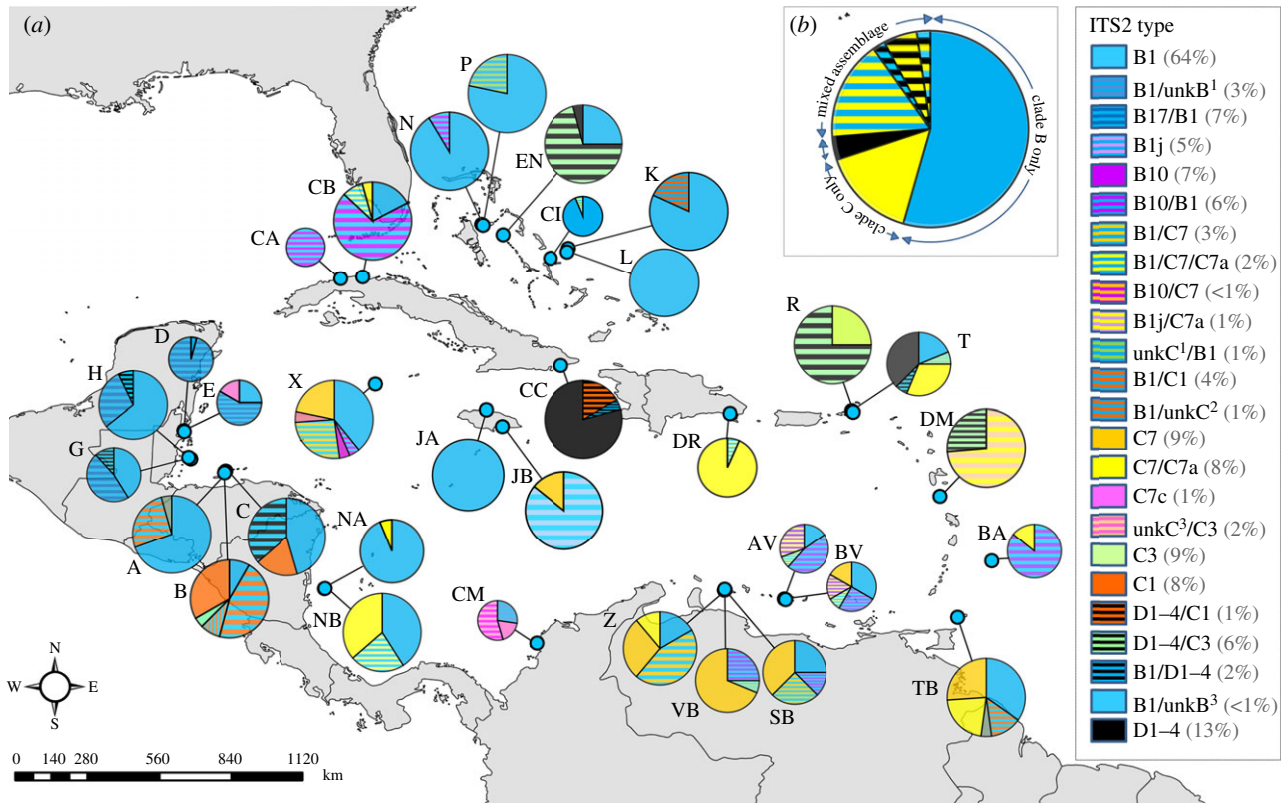 (a)
P
N
EN
K
CB
CI
CA
L
D
H
E
X
R
T
CC
G
JA
DR
DM
JB
C
NA
A
AV
BV
BA
B
NB
CM
Z
VB
SB
TB
N
W E
S
0 140 280 560 840 1120
km
(b)
mixed assemblage
clade B only
clade C only
ITS2 type
B1 (64%)
B1/unkB¹ (3%)
B17/B1 (7%)
B1j (5%)
B10 (7%)
B10/B1 (6%)
B1/C7 (3%)
B1/C7/C7a (2%)
B10/C7 (<1%)
B1j/C7a (1%)
unkC¹/B1 (1%)
B1/C1 (4%)
B1/unkC² (1%)
C7 (9%)
C7/C7a (8%)
C7c (1%)
unkC³/C3 (2%)
C3 (9%)
C1 (8%)
D1–4/C1 (1%)
D1–4/C3 (6%)
B1/D1–4 (2%)
B1/unkB³ (<1%)
D1–4 (13%)